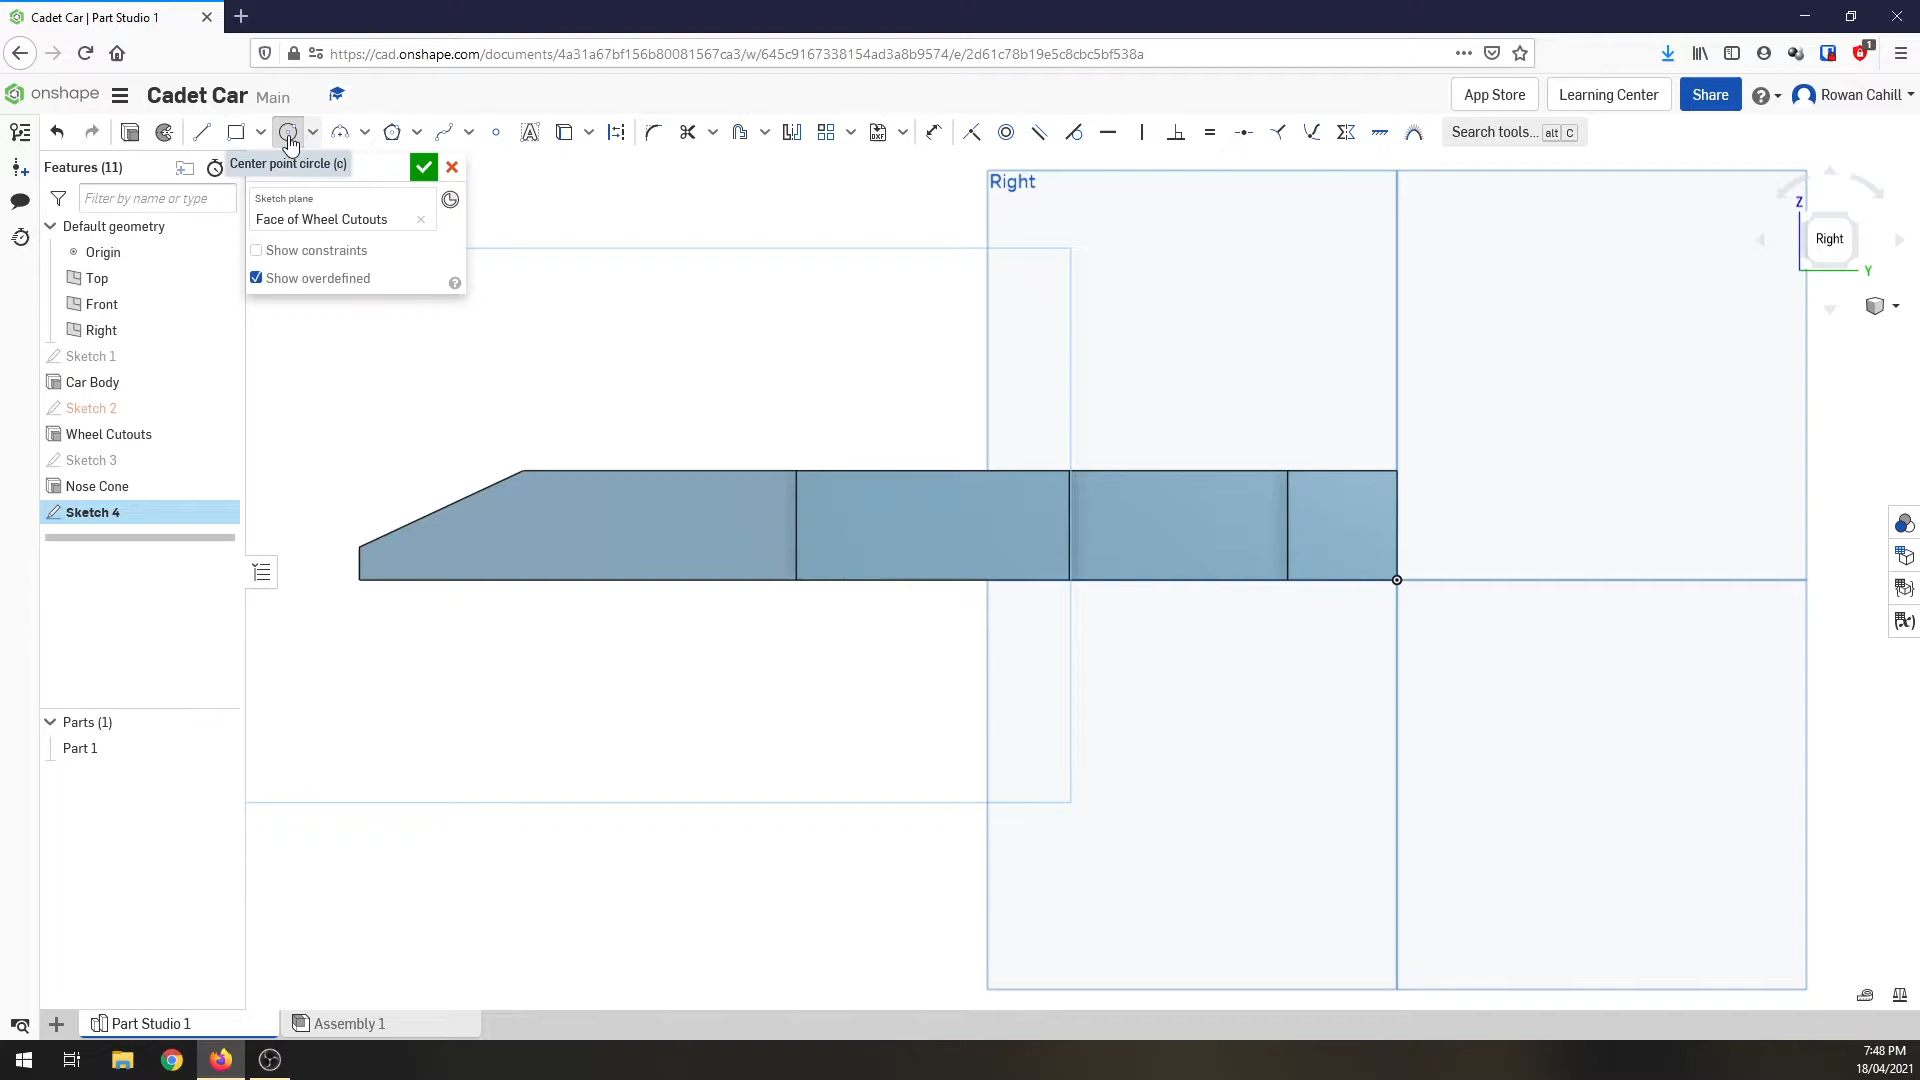 Cadet Car | Part Studio 1
https://cad.onshape.com/documents/4a31a67bf156b80081567ca3/w/645c9167338154ad3a8b9574/e/2d61c78b19e5c8cbc5bf538a
1
onshape
Cadet Car Main
App Store
Learning Center
Share
Rowan Cahill
Search tools... alt C
Features (11)
Center point circle (c)
Filter by name or type
Sketch plane
Face of Wheel Cutouts
Show constraints
Show overdefined
Default geometry
Origin
Top
Front
Right
Sketch 1
Car Body
Sketch 2
Wheel Cutouts
Sketch 3
Nose Cone
Sketch 4
Parts (1)
Part 1
Right
Z
Right
Y
Part Studio 1
Assembly 1
7:48 PM
18/04/2021